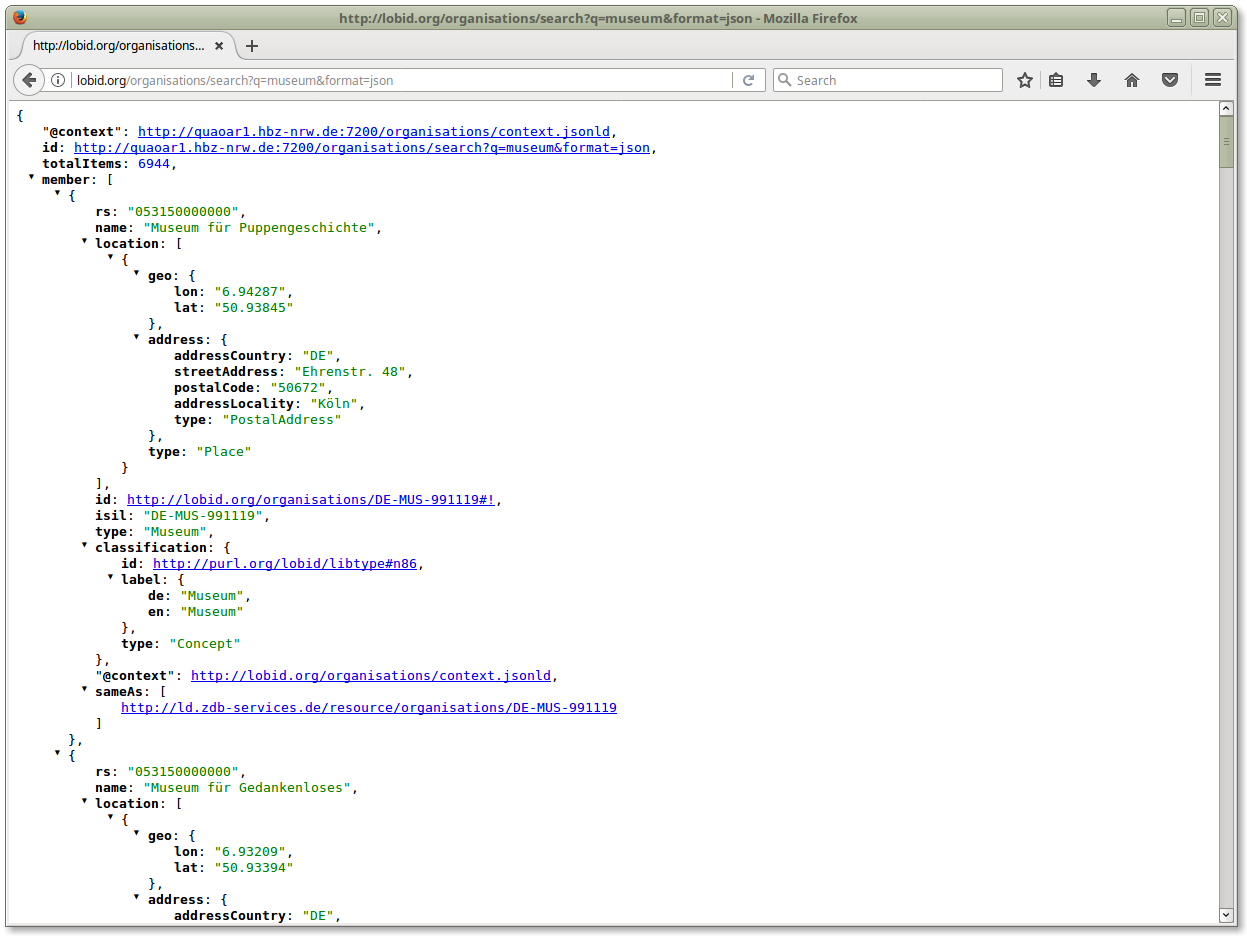 http://lobid.org/organisations/search?q=museum&format=json - Mozilla Firefox
http://lobid.org/organisations...
lobid.org/organisations/search?q=museum&format=json
Search
{
"@context": http://quaoar1.hbz-nrw.de:7200/organisations/context.jsonld,
id: http://quaoar1.hbz-nrw.de:7200/organisations/search?q=museum&format=json,
totalItems: 6944,
member: [
{
rs: "053150000000",
name: "Museum für Puppengeschichte",
location: [
{
geo: {
lon: "6.94287",
lat: "50.93845"
},
address: {
addressCountry: "DE",
streetAddress: "Ehrenstr. 48",
postalCode: "50672",
addressLocality: "Köln",
type: "PostalAddress"
},
type: "Place"
}
],
id: http://lobid.org/organisations/DE-MUS-991119#!,
isil: "DE-MUS-991119",
type: "Museum",
classification: {
id: http://purl.org/lobid/libtype#n86,
label: {
de: "Museum",
en: "Museum"
},
type: "Concept"
},
"@context": http://lobid.org/organisations/context.jsonld,
sameAs: [
http://ld.zdb-services.de/resource/organisations/DE-MUS-991119
]
},
{
rs: "053150000000",
name: "Museum für Gedankenloses",
location: [
{
geo: {
lon: "6.93209",
lat: "50.93394"
},
address: {
addressCountry: "DE",